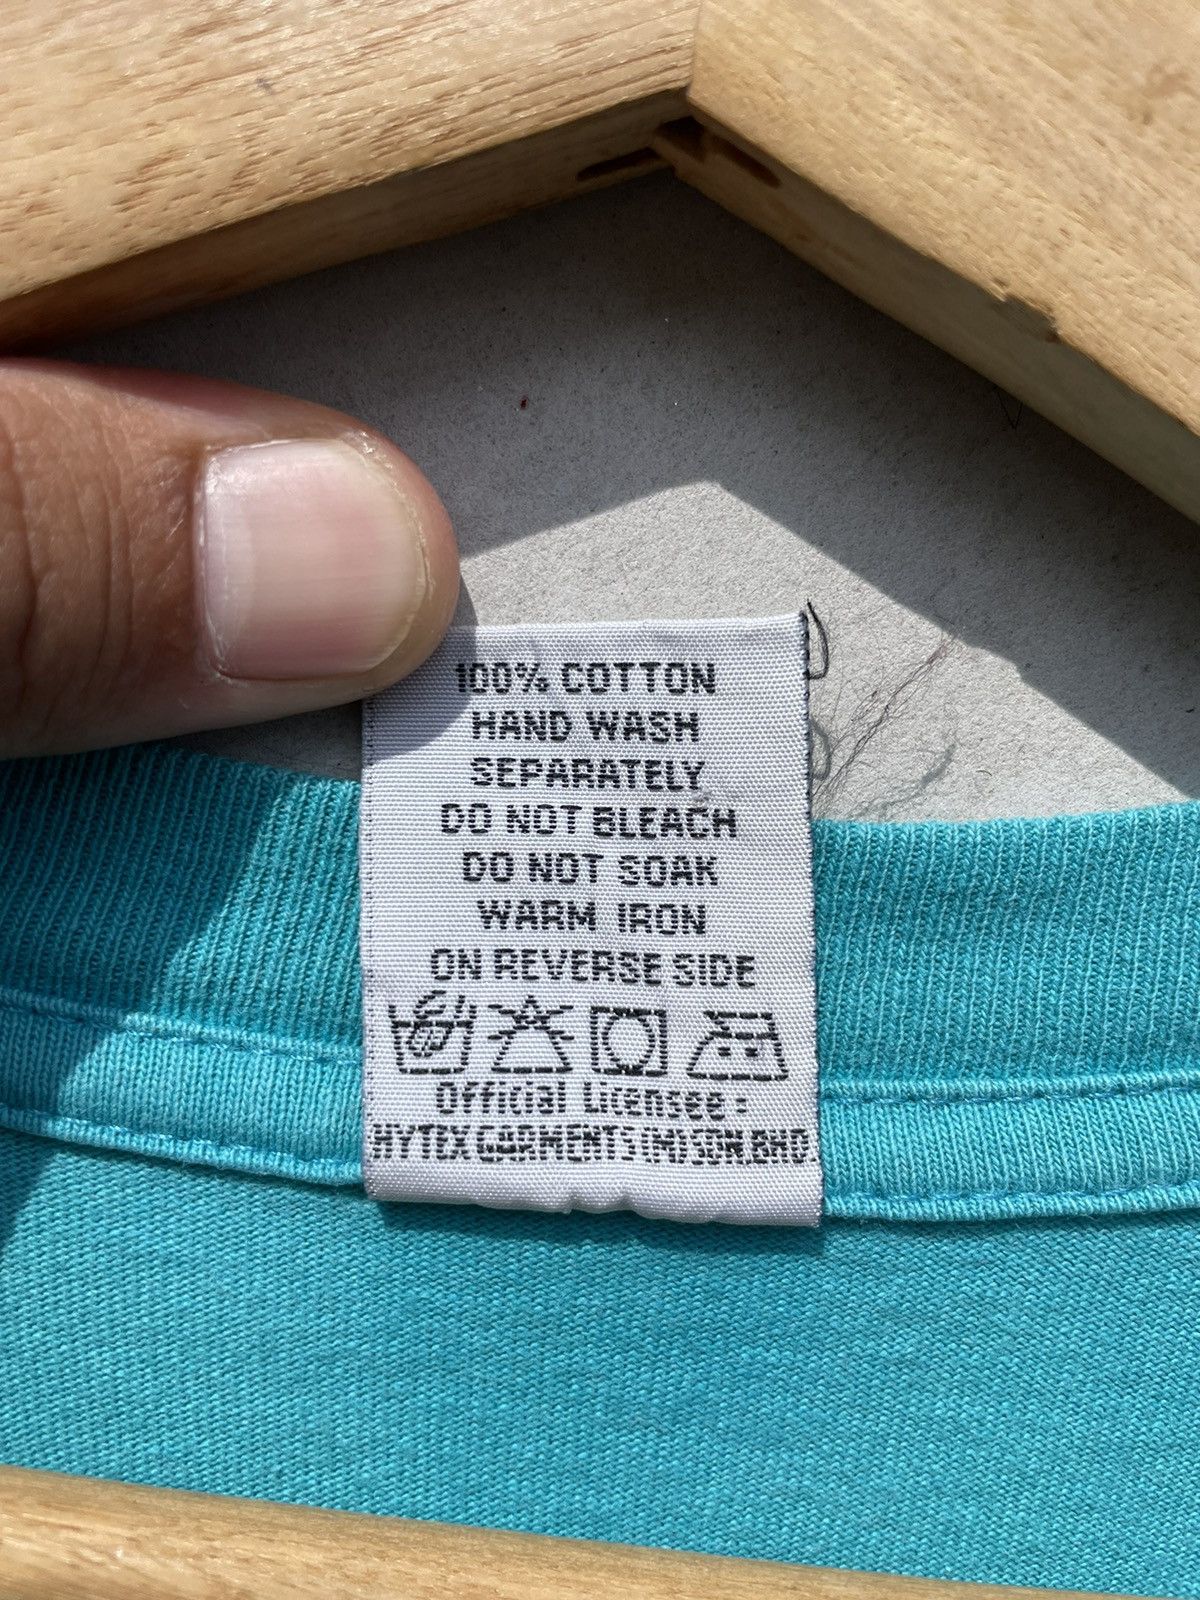 100% COTTON
HAND WASH
SEPARATELY
DO NOT BLEACH
DO NOT SOAK
WARM IRON
ON REVERSE SIDE
Official Licensee:
HYTEX GARMENTS (M) SDN.BHD